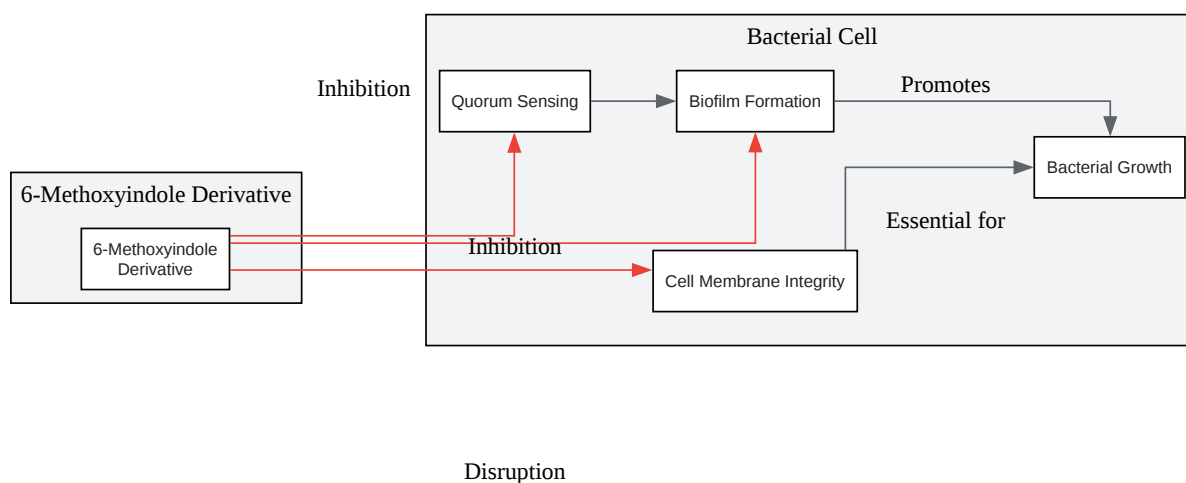 Bacterial Cell
Inhibition
Quorum Sensing
Biofilm Formation
Promotes
Bacterial Growth
6-Methoxyindole Derivative
6-Methoxyindole
Derivative
Inhibition
Essential for
Cell Membrane Integrity
Disruption